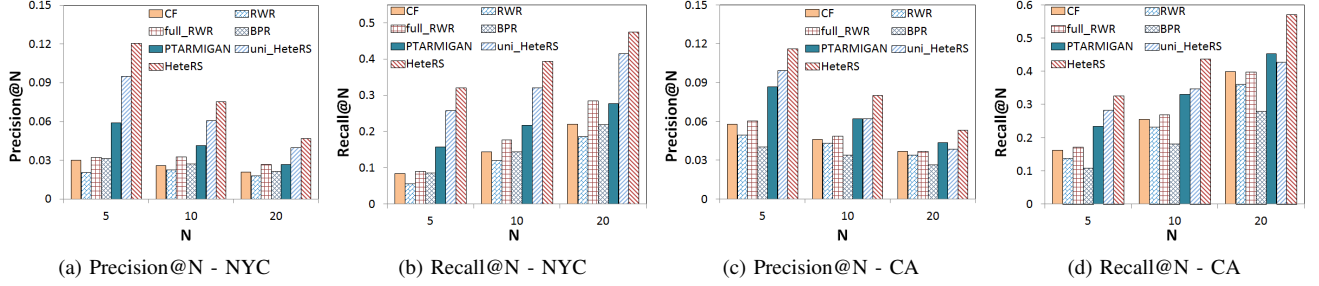 Precision@N
0.15
0.12
0.09
0.06
0.03
0
CF
RWR
full_RWR
BPR
PTARMIGAN
uni_HeteRS
HeteRS
5
10
20
N
(a) Precision@N - NYC
Recall@N
0.5
0.4
0.3
0.2
0.1
0
CF
RWR
full_RWR
BPR
PTARMIGAN
uni_HeteRS
HeteRS
5
10
20
N
(b) Recall@N - NYC
Precision@N
0.15
0.12
0.09
0.06
0.03
0
CF
RWR
full_RWR
BPR
PTARMIGAN
uni_HeteRS
HeteRS
5
10
20
N
(c) Precision@N - CA
Recall@N
0.6
0.5
0.4
0.3
0.2
0.1
0
CF
RWR
full_RWR
BPR
PTARMIGAN
uni_HeteRS
HeteRS
5
10
20
N
(d) Recall@N - CA